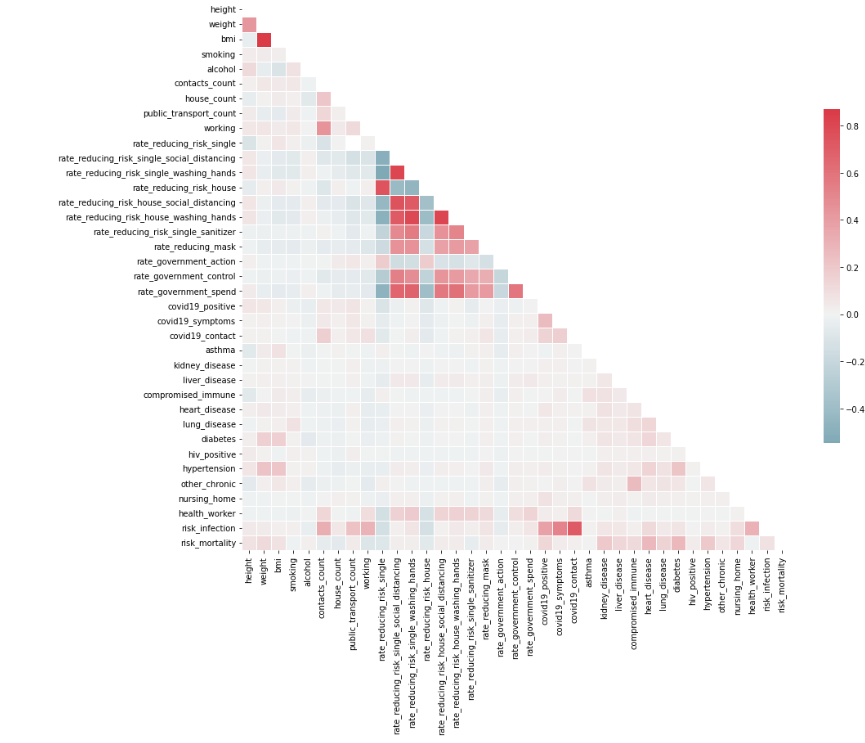 height
weight
bmi
smoking
alcohol
contacts_count
house_count
public_transport_count
working
rate_reducing_risk_single
rate_reducing_risk_single_social_distancing
rate_reducing_risk_single_washing_hands
rate_reducing_risk_house
rate_reducing_risk_house_social_distancing
rate_reducing_risk_house_washing_hands
rate_reducing_risk_single_sanitizer
rate_reducing_mask
rate_government_action
rate_government_control
rate_government_spend
covid19_positive
covid19_symptoms
covid19_contact
asthma
kidney_disease
liver_disease
compromised_immune
heart_disease
lung_disease
diabetes
hiv_positive
hypertension
other_chronic
nursing_home
health_worker
risk_infection
risk_mortality
height
weight
bmi
smoking
alcohol
contacts_count
house_count
public_transport_count
working
rate_reducing_risk_single
rate_reducing_risk_single_social_distancing
rate_reducing_risk_single_washing_hands
rate_reducing_risk_house
rate_reducing_risk_house_social_distancing
rate_reducing_risk_house_washing_hands
rate_reducing_risk_single_sanitizer
rate_reducing_mask
rate_government_action
rate_government_control
rate_government_spend
covid19_positive
covid19_symptoms
covid19_contact
asthma
kidney_disease
liver_disease
compromised_immune
heart_disease
lung_disease
diabetes
hiv_positive
hypertension
other_chronic
nursing_home
health_worker
risk_infection
risk_mortality
0.8
0.6
0.4
0.2
0.0
−0.2
−0.4